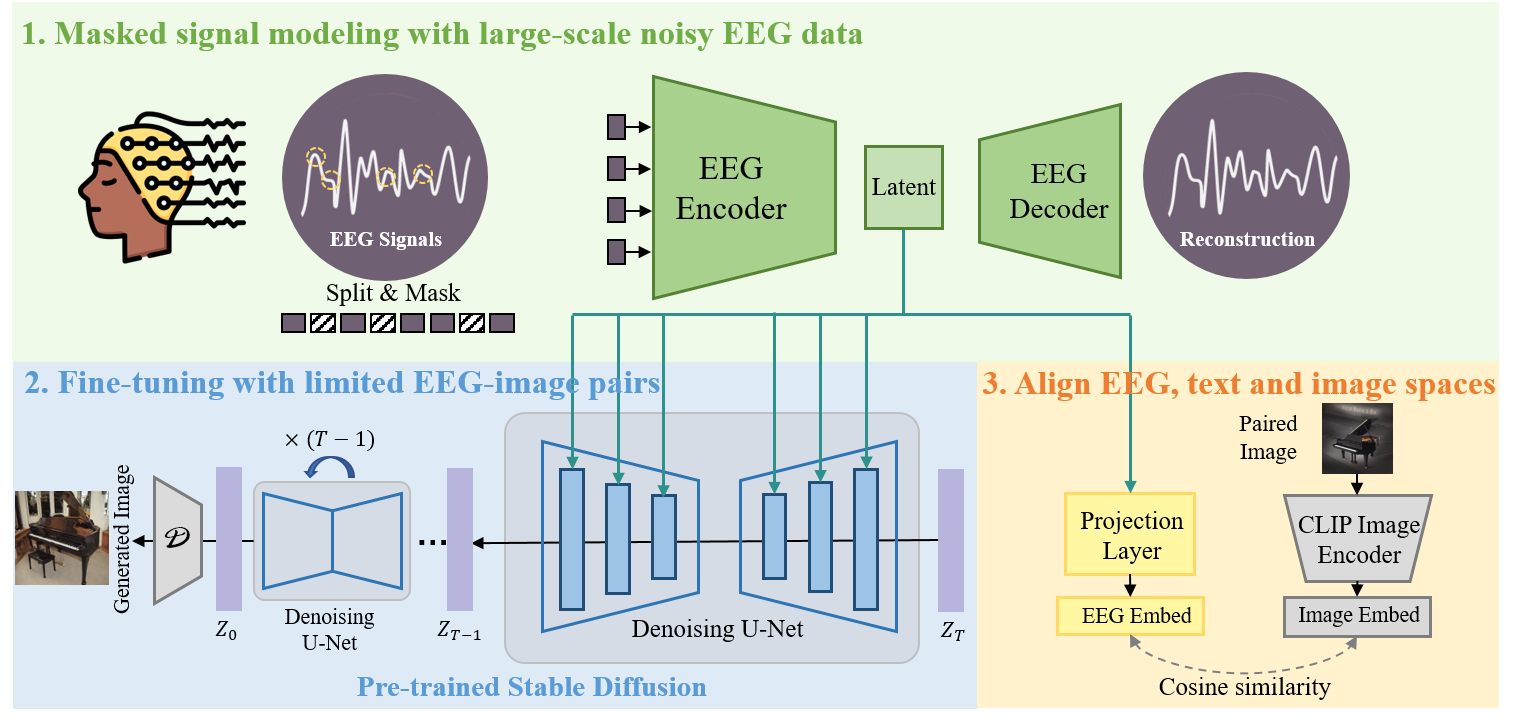 1. Masked signal modeling with large-scale noisy EEG data
EEG Signals
Split & Mask
EEG
Encoder
Latent
EEG
Decoder
Reconstruction
2. Fine-tuning with limited EEG-image pairs
× (T − 1)
Generated Image
𝒟
Z₀
Denoising
U-Net
...
Z_{T−1}
Denoising U-Net
Z_T
Pre-trained Stable Diffusion
3. Align EEG, text and image spaces
Paired
Image
Projection
Layer
CLIP Image
Encoder
EEG Embed
Image Embed
Cosine similarity